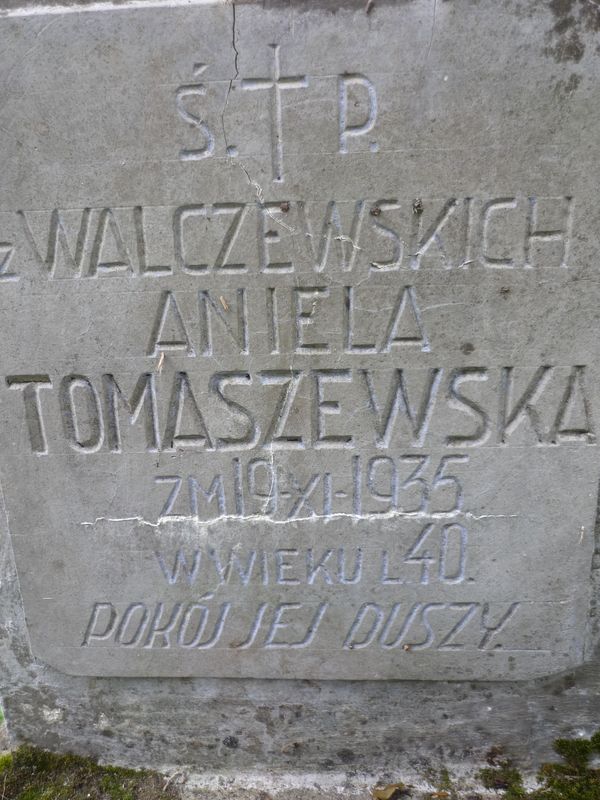 Ś. † P.
z WALCZEWSKICH
ANIELA
TOMASZEWSKA
ZM 19-XI-1935
W WIEKU L. 40.
POKÓJ JEJ DUSZY.